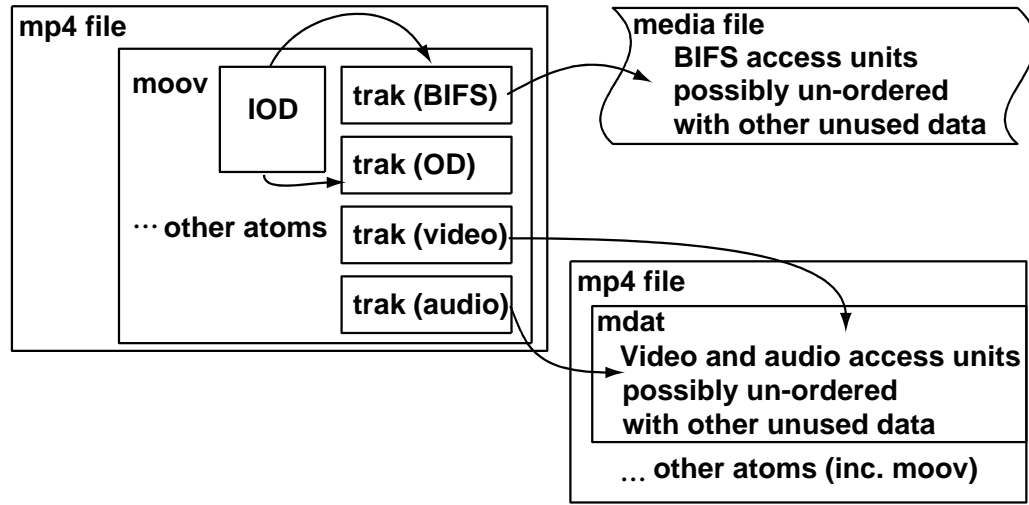 mp4 file
moov
IOD
trak (BIFS)
trak (OD)
... other atoms
trak (video)
trak (audio)
media file
BIFS access units
possibly un-ordered
with other unused data
mp4 file
mdat
Video and audio access units
possibly un-ordered
with other unused data
... other atoms (inc. moov)